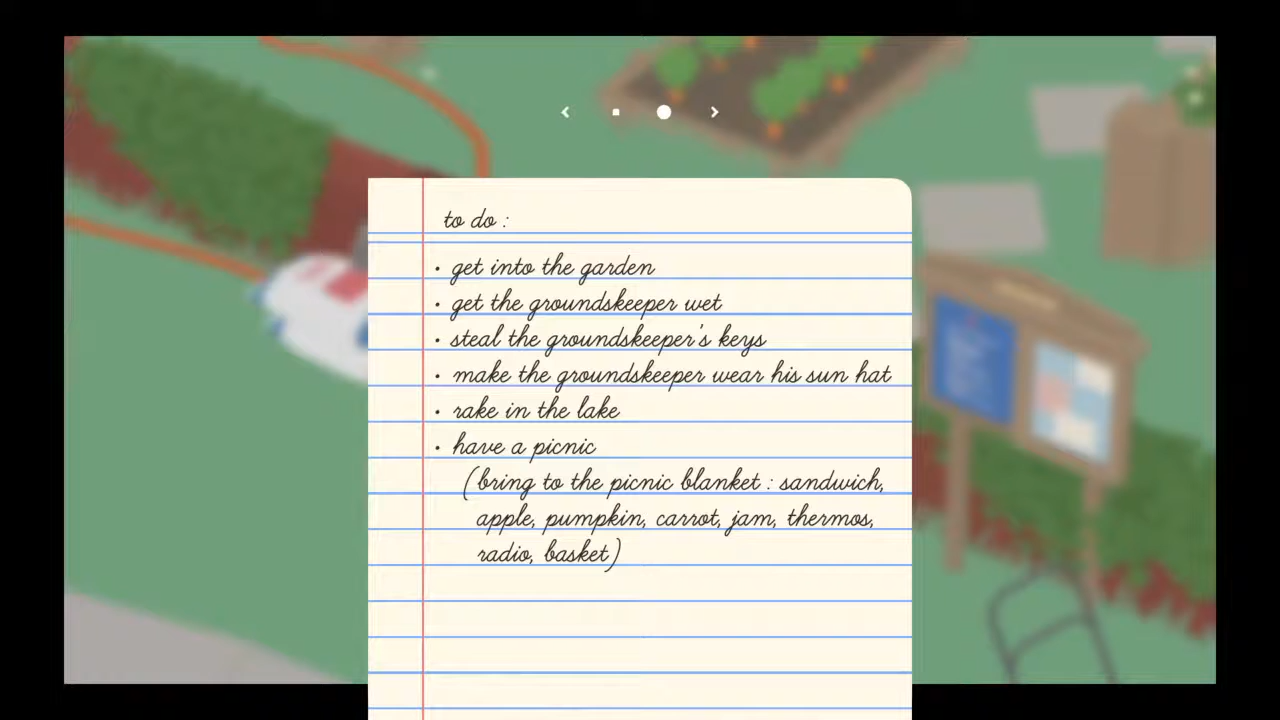 to do :
• get into the garden
• get the groundskeeper wet
• steal the groundskeeper's keys
• make the groundskeeper wear his sun hat
• rake in the lake
• have a picnic
(bring to the picnic blanket : sandwich,
apple, pumpkin, carrot, jam, thermos,
radio, basket)